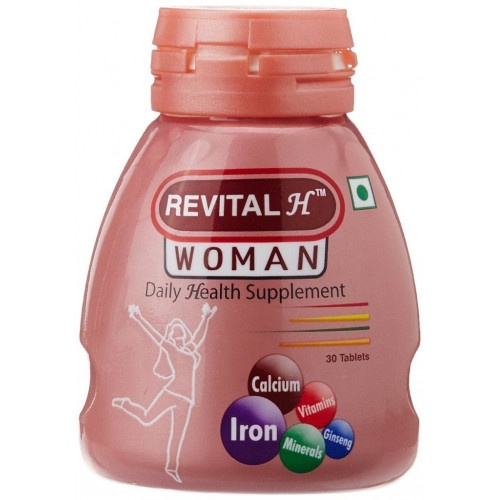 REVITAL H™
WOMAN
Daily Health Supplement
30 Tablets
Calcium
Vitamins
Iron
Minerals
Ginseng